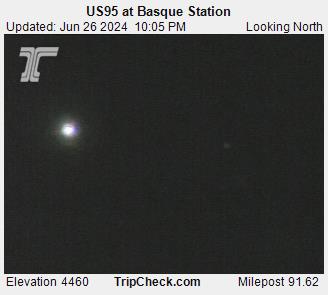 US95 at Basque Station
Updated: Jun 26 2024 10:05 PM Looking North
Elevation 4460 TripCheck.com Milepost 91.62